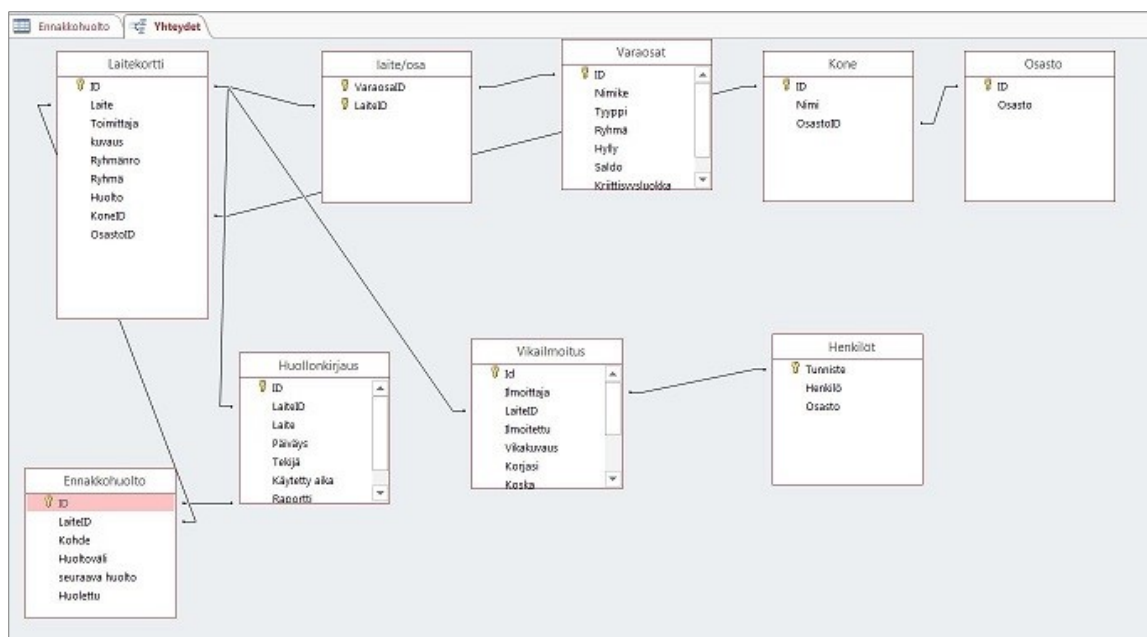 Ennakkohuolto
Yhteydet
Laitekortti
ID
Laite
Toimittaja
kuvaus
Ryhmänro
Ryhmä
Huolto
KoneID
OsastoID
laite/osa
VaraosaID
LaiteID
Varaosat
ID
Nimike
Tyyppi
Ryhmä
Hylly
Saldo
Kriittisyysluokka
Kone
ID
Nimi
OsastoID
Osasto
ID
Osasto
Huollonkirjaus
ID
LaiteID
Laite
Päiväys
Tekijä
Käytetty aika
Raportti
Vikailmoitus
Id
Ilmoittaja
LaiteID
Ilmoitettu
Vikakuvaus
Korjasi
Koska
Henkilöt
Tunniste
Henkilö
Osasto
Ennakkohuolto
ID
LaiteID
Kohde
Huoltoväli
seuraava huolto
Huolettu